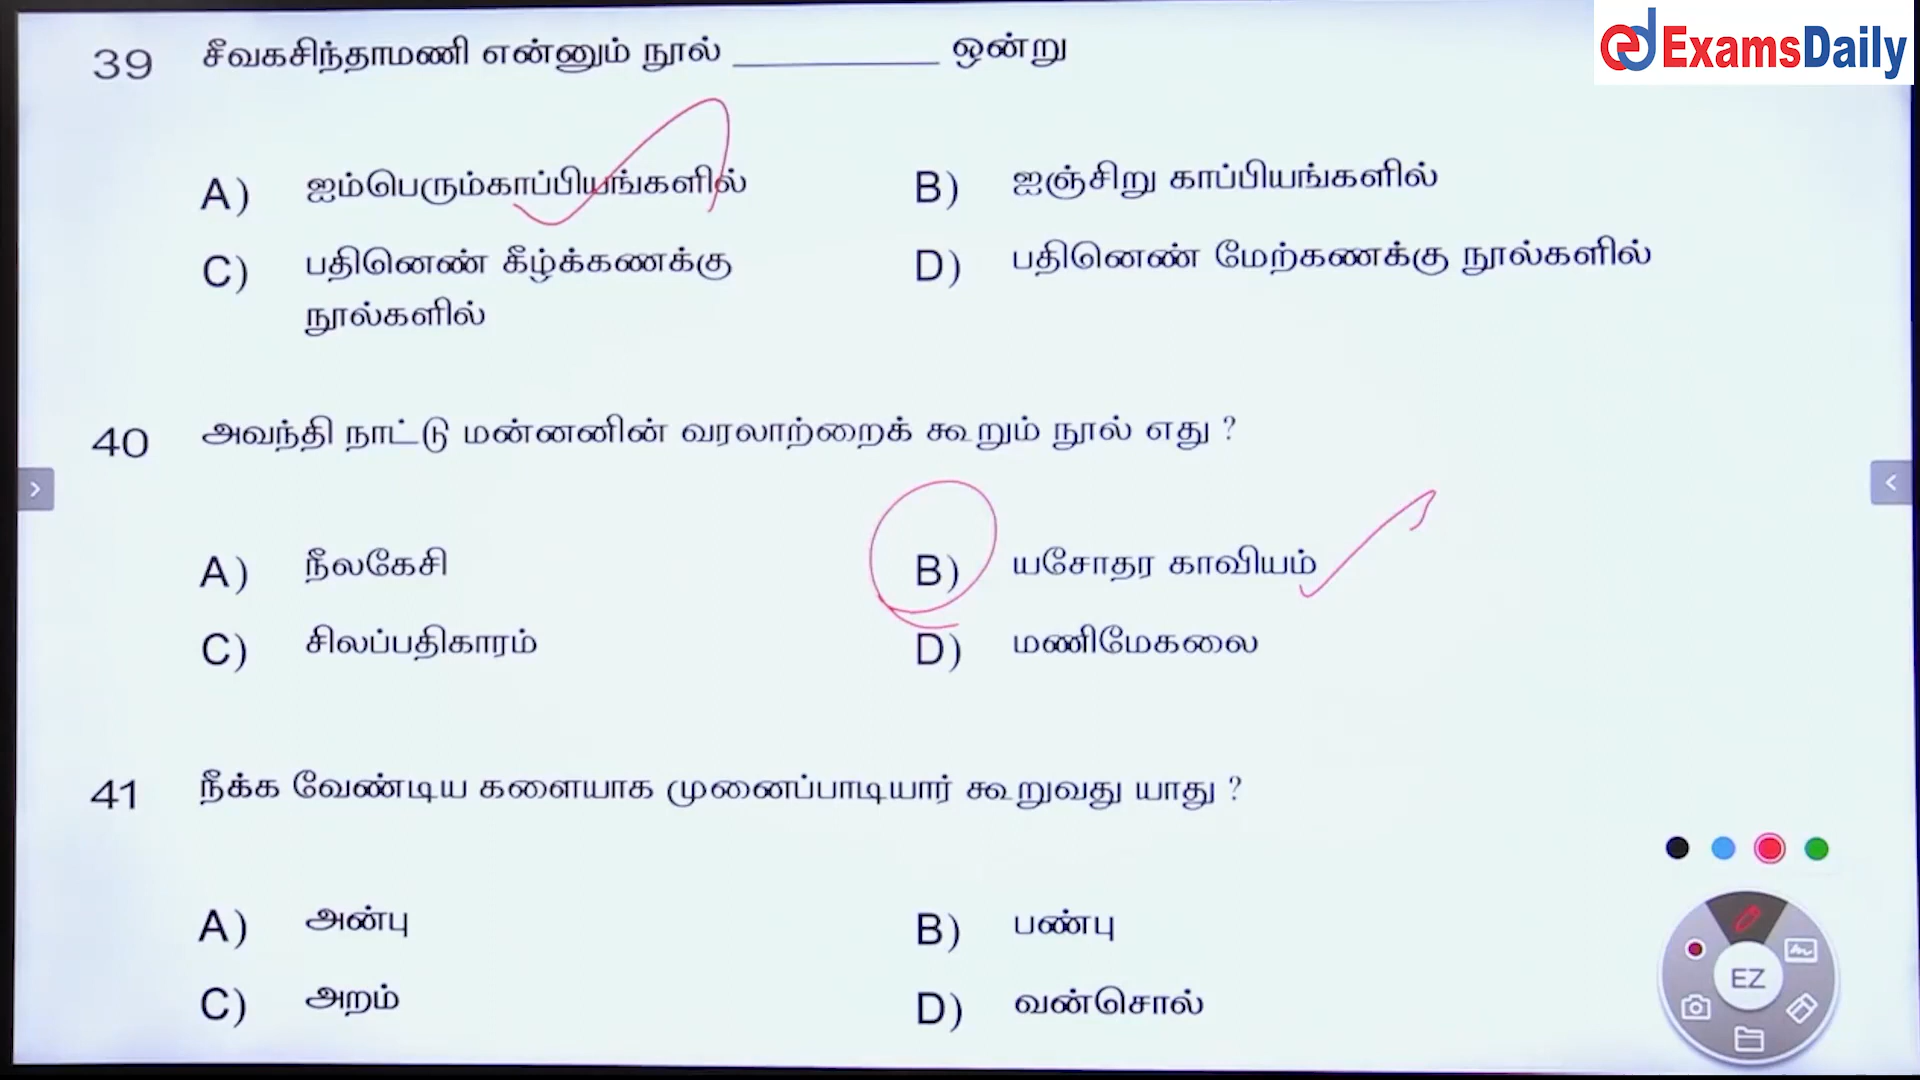 ExamsDaily
39 சீவகசிந்தாமணி என்னும் நூல் ____________ ஒன்று
A) ஐம்பெரும்காப்பியங்களில் B) ஐஞ்சிறு காப்பியங்களில்
C) பதினெண் கீழ்க்கணக்கு D) பதினெண் மேற்கணக்கு நூல்களில்
நூல்களில்
40 அவந்தி நாட்டு மன்னனின் வரலாற்றைக் கூறும் நூல் எது ?
A) நீலகேசி B) யசோதர காவியம்
C) சிலப்பதிகாரம் D) மணிமேகலை
41 நீக்க வேண்டிய களையாக முனைப்பாடியார் கூறுவது யாது ?
A) அன்பு B) பண்பு
C) அறம் D) வன்சொல்
EZ